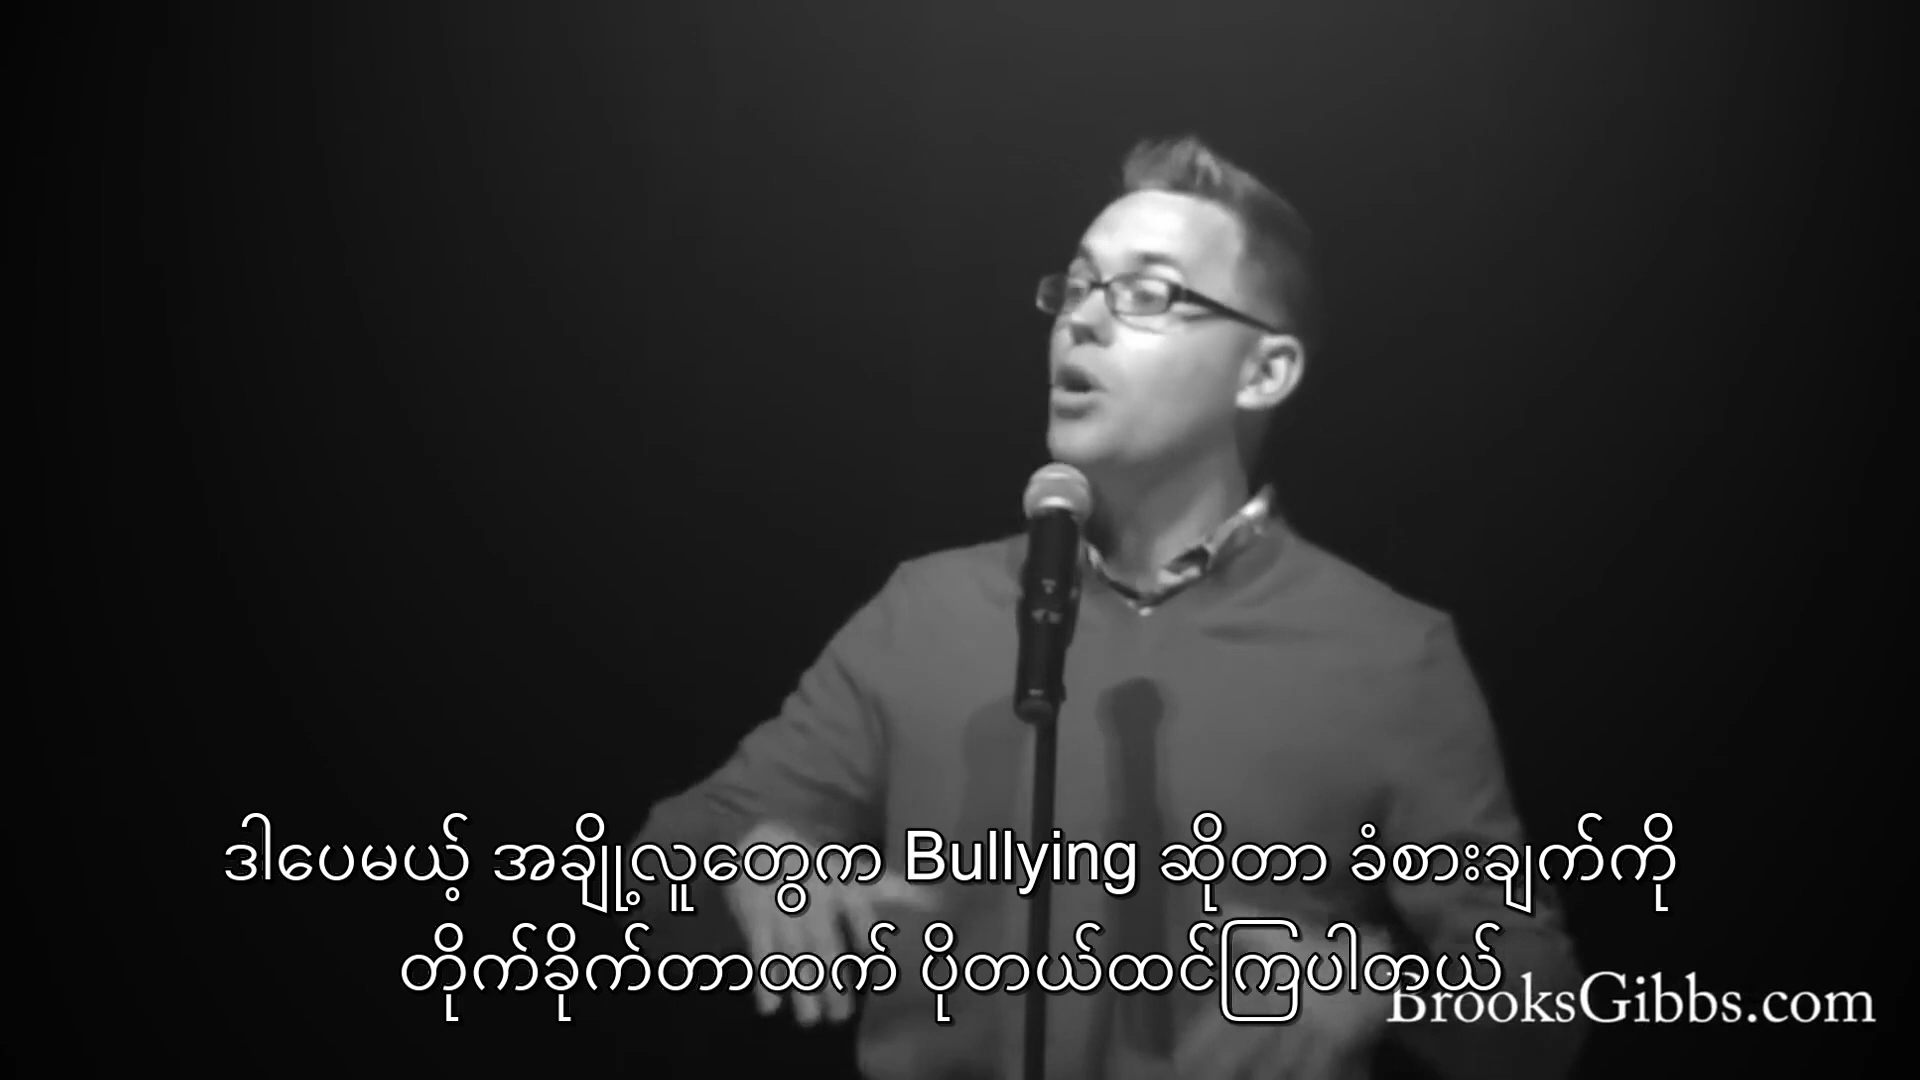 ဒါပေမယ့် အချို့လူတွေက Bullying ဆိုတာ ခံစားချက်ကို
တိုက်ခိုက်တာထက် ပိုတယ်ထင်ကြပါတယ်
BrooksGibbs.com